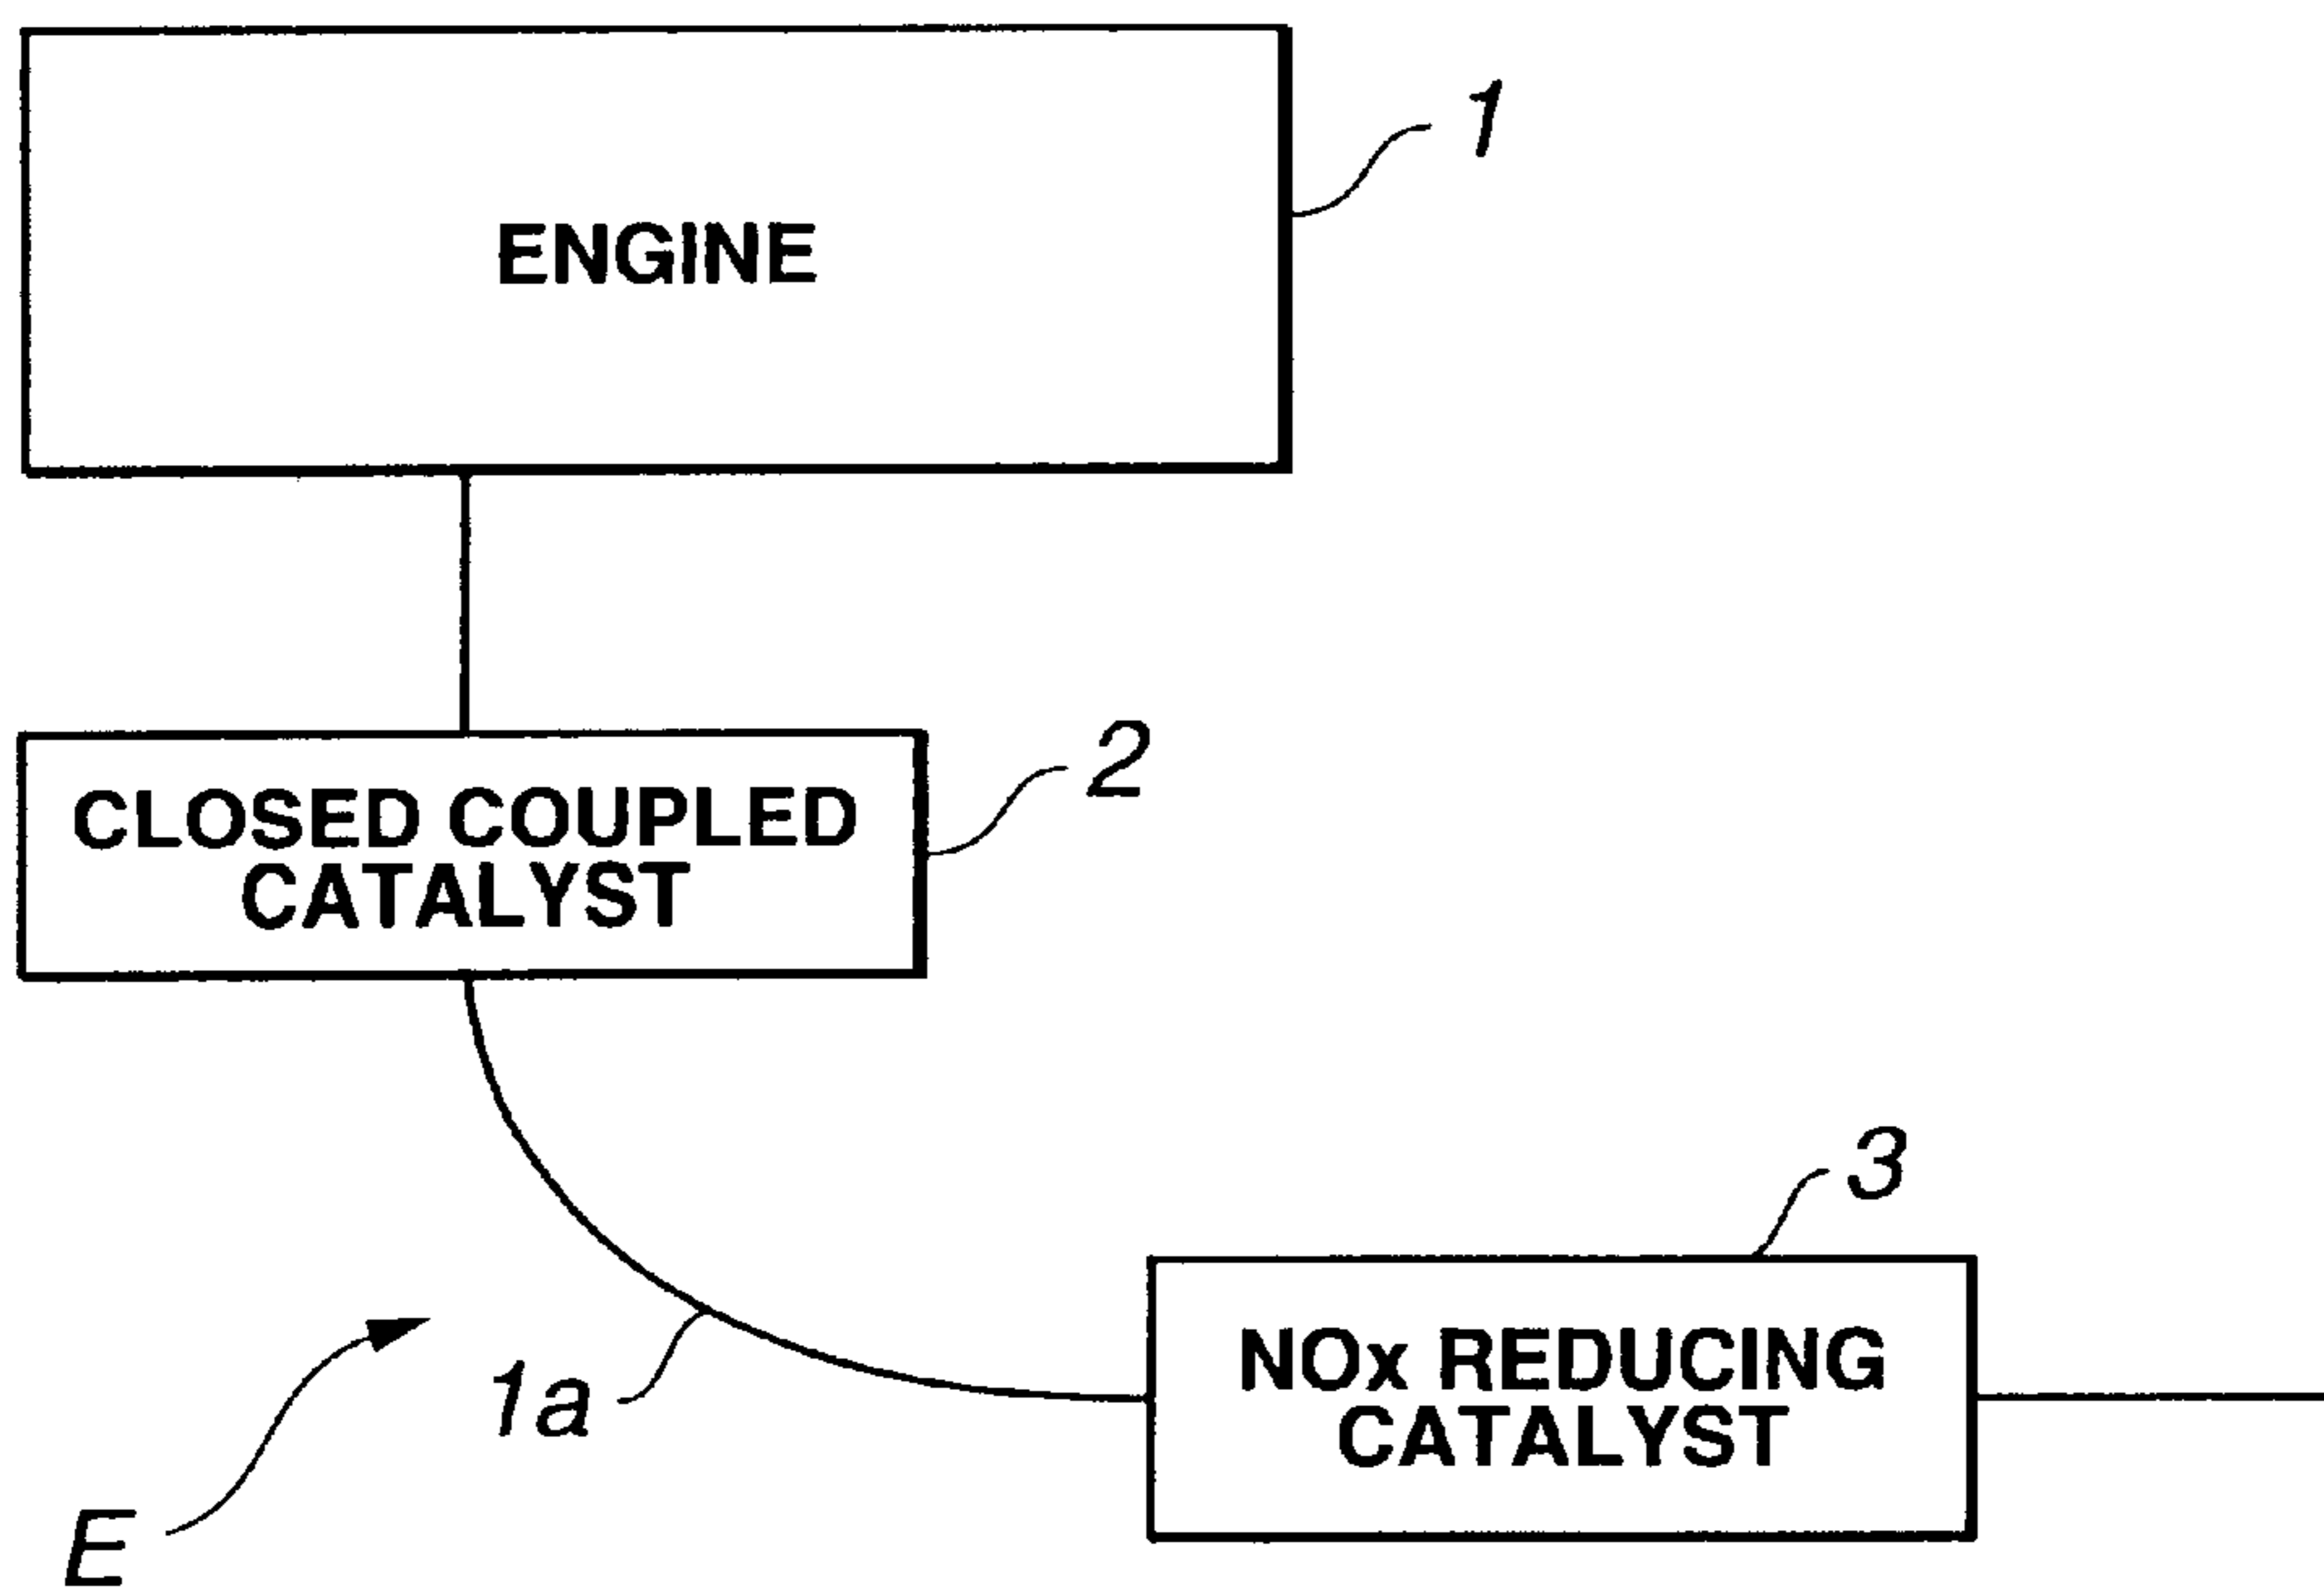 1
ENGINE
2
CLOSED COUPLED
CATALYST
3
NOx REDUCING
CATALYST
1a
E